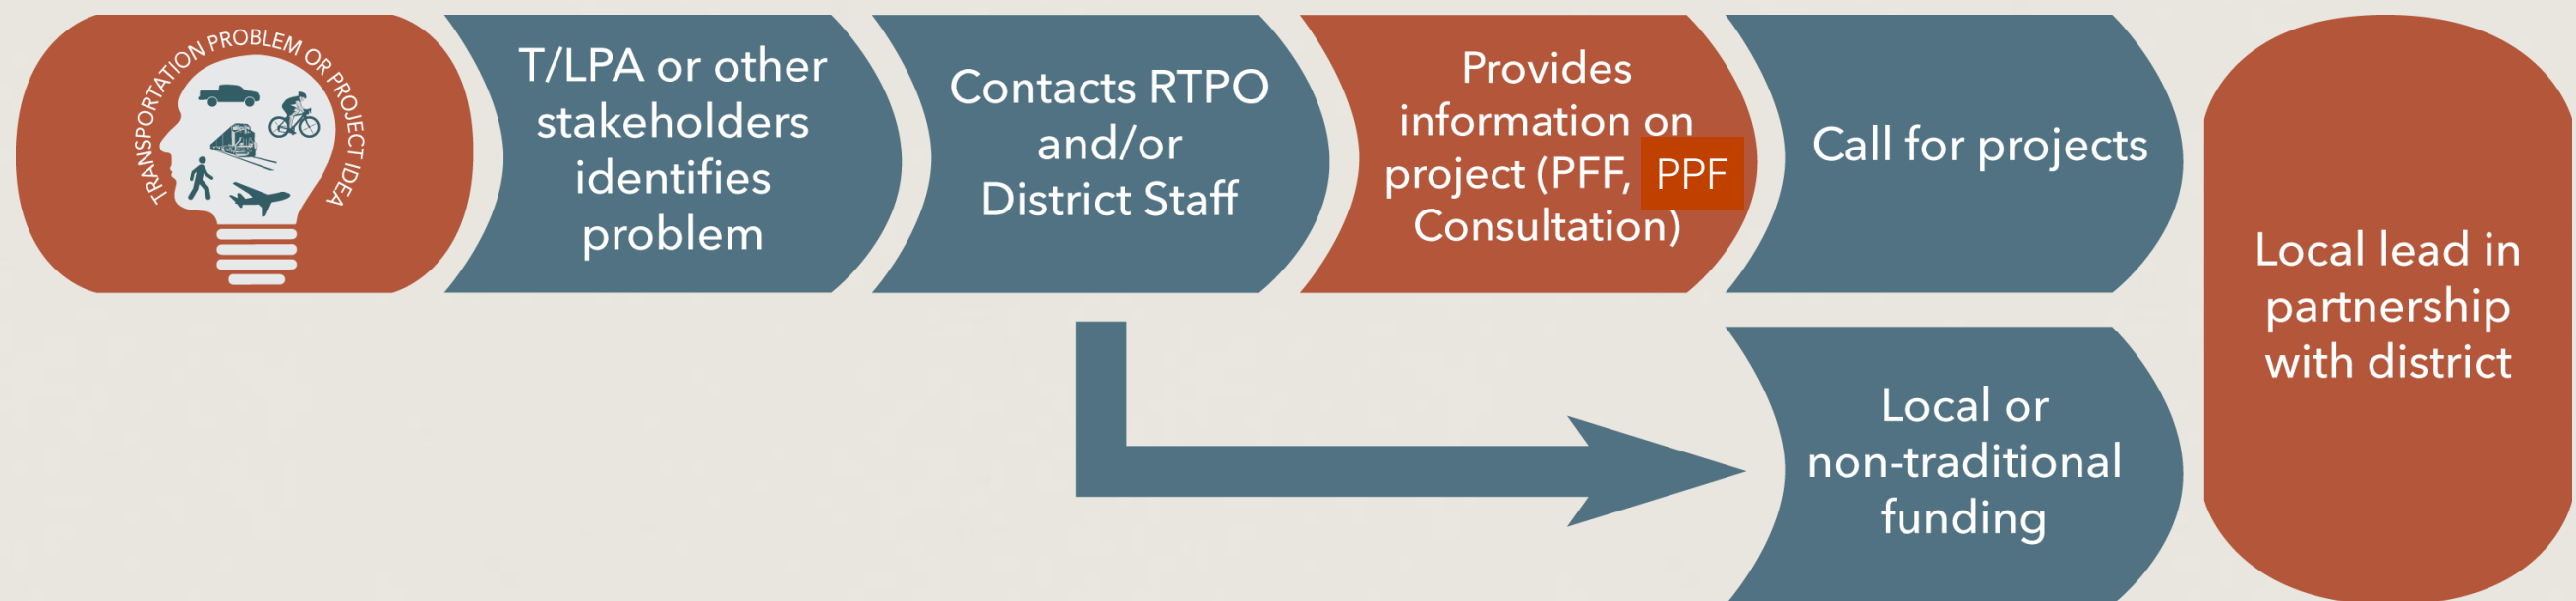 TRANSPORTATION PROBLEM OR PROJECT IDEA
T/LPA or other
stakeholders
identifies
problem
Contacts RTPO
and/or
District Staff
Provides
information on
project (PFF, PPF
Consultation)
Call for projects
Local or
non-traditional
funding
Local lead in
partnership
with district